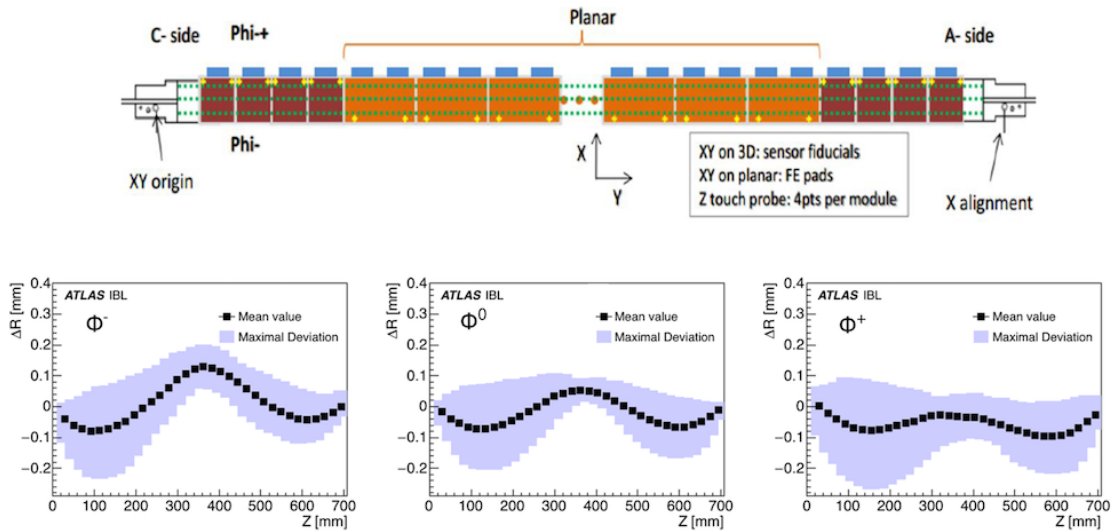 Planar
C- side Phi-+ A- side
Phi-
XY origin
X
Y
XY on 3D: sensor fiducials
XY on planar: FE pads
Z touch probe: 4pts per module
X alignment
ΔR [mm]
0.4
0.3
0.2
0.1
0
−0.1
−0.2
ATLAS IBL
Φ-
Mean value
Maximal Deviation
0 100 200 300 400 500 600 700
Z [mm]
ΔR [mm]
0.4
0.3
0.2
0.1
0
−0.1
−0.2
ATLAS IBL
Φ0
Mean value
Maximal Deviation
0 100 200 300 400 500 600 700
Z [mm]
ΔR [mm]
0.4
0.3
0.2
0.1
0
−0.1
−0.2
ATLAS IBL
Φ+
Mean value
Maximal Deviation
0 100 200 300 400 500 600 700
Z [mm]